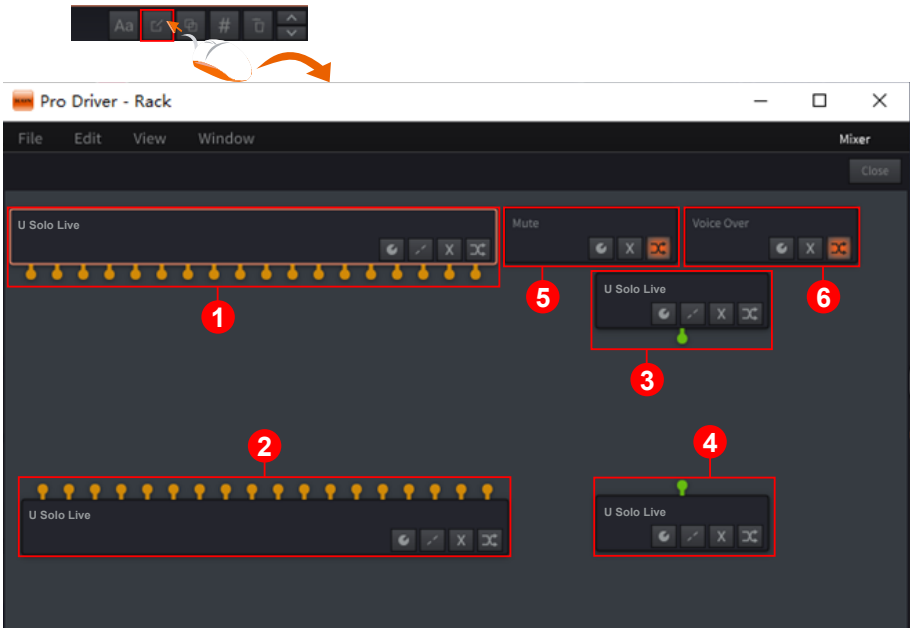 Aa #
Pro Driver - Rack
File Edit View Window Mixer
Close
U Solo Live
X
1
Mute
X
5
Voice Over
X
6
U Solo Live
X
3
2
U Solo Live
X
4
U Solo Live
X